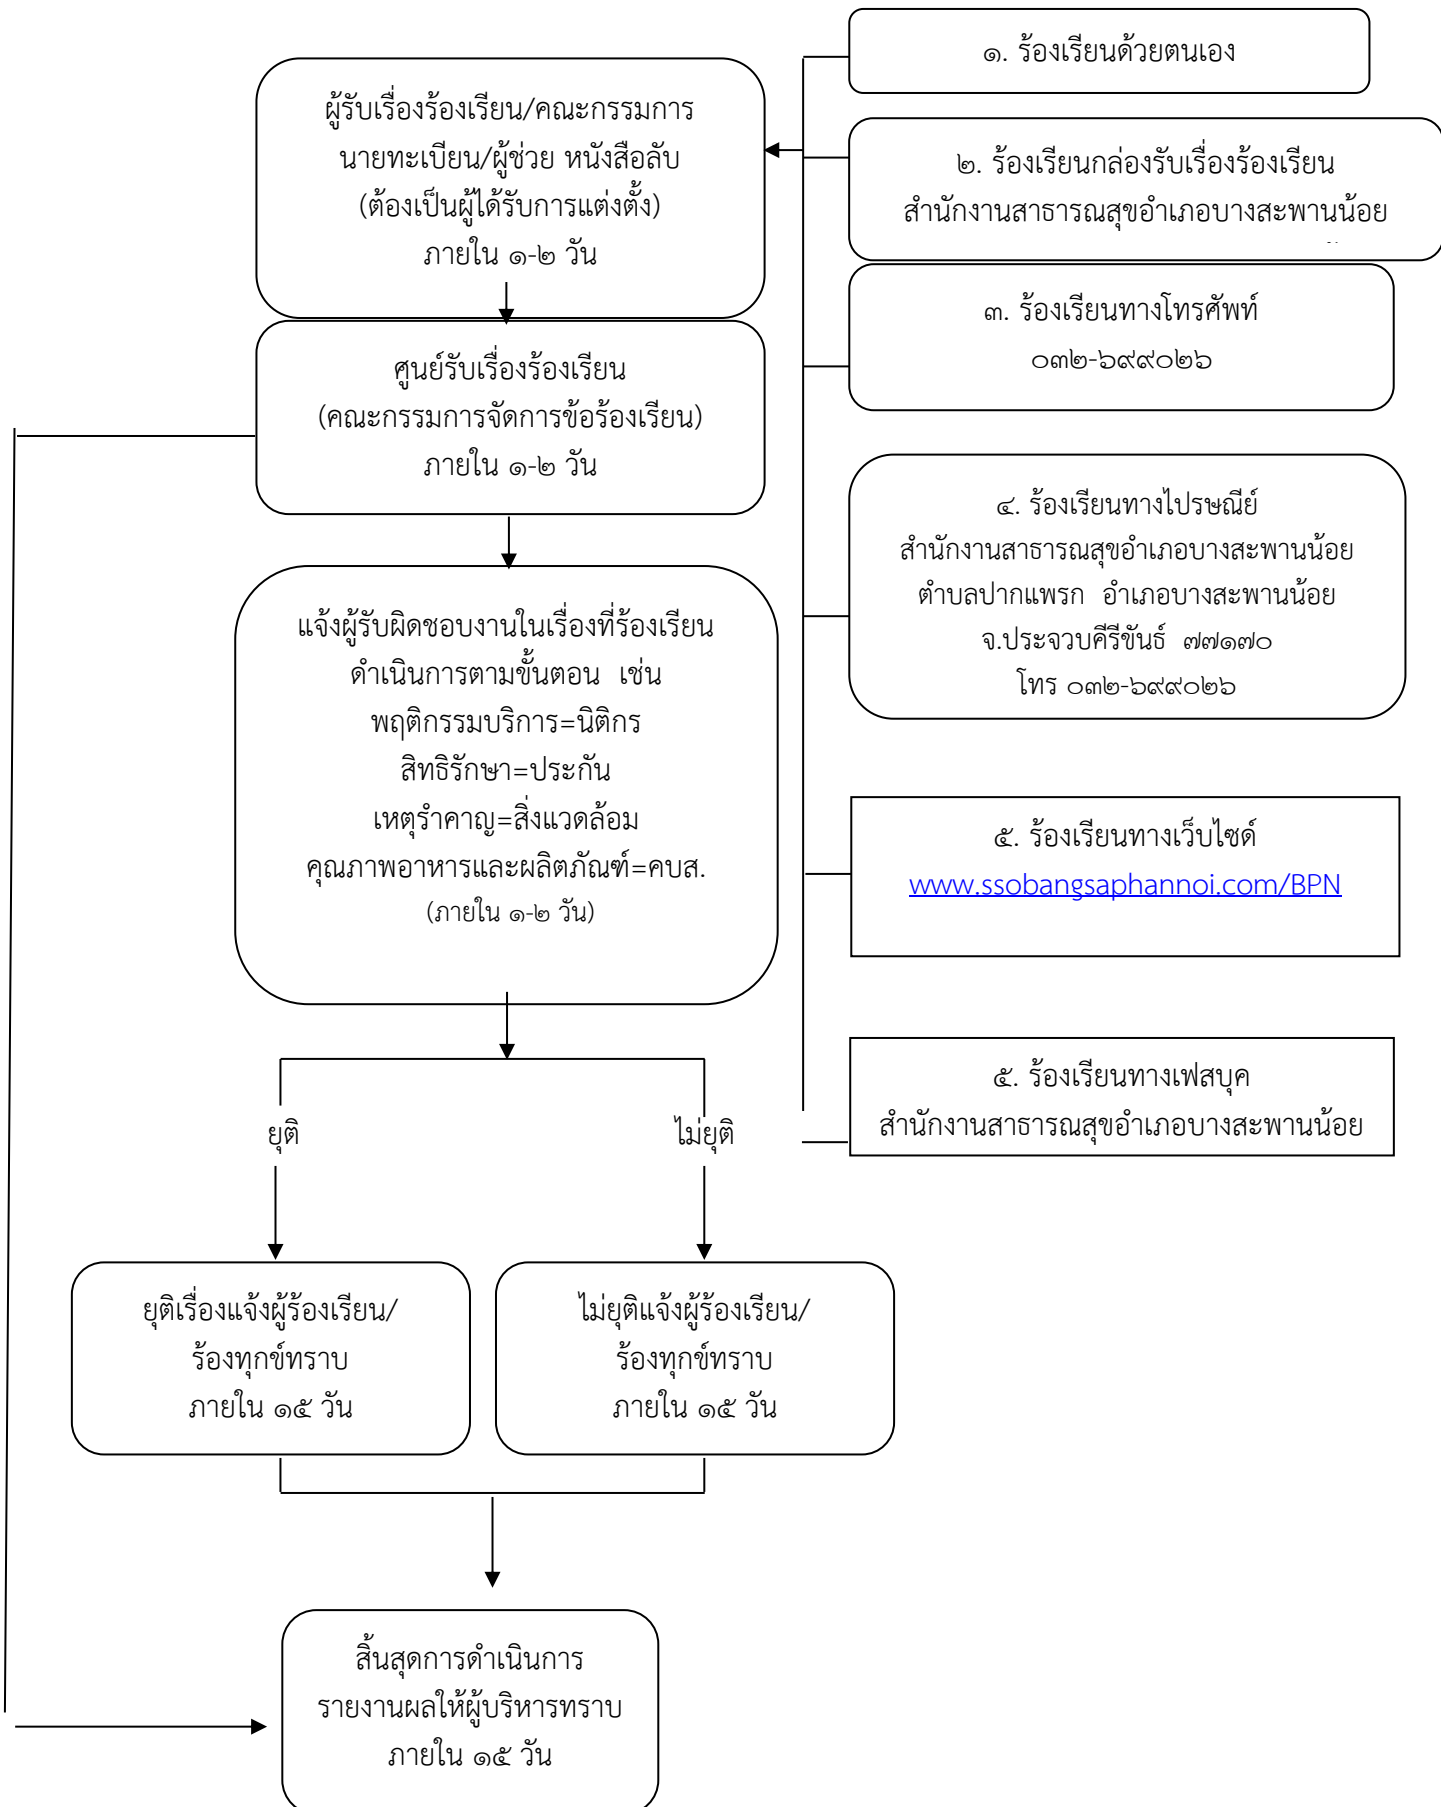 ๑. ร้องเรียนด้วยตนเอง
ผู้รับเรื่องร้องเรียน/คณะกรรมการ
นายทะเบียน/ผู้ช่วย หนังสือลับ
(ต้องเป็นผู้ได้รับการแต่งตั้ง)
ภายใน ๑-๒ วัน
๒. ร้องเรียนกล่องรับเรื่องร้องเรียน
สำนักงานสาธารณสุขอำเภอบางสะพานน้อย
๓. ร้องเรียนทางโทรศัพท์
๐๓๒-๖๙๙๐๒๖
ศูนย์รับเรื่องร้องเรียน
(คณะกรรมการจัดการข้อร้องเรียน)
ภายใน ๑-๒ วัน
๔. ร้องเรียนทางไปรษณีย์
สำนักงานสาธารณสุขอำเภอบางสะพานน้อย
ตำบลปากแพรก อำเภอบางสะพานน้อย
จ.ประจวบคีรีขันธ์ ๗๗๑๗๐
โทร ๐๓๒-๖๙๙๐๒๖
แจ้งผู้รับผิดชอบงานในเรื่องที่ร้องเรียน
ดำเนินการตามขั้นตอน เช่น
พฤติกรรมบริการ=นิติกร
สิทธิรักษา=ประกัน
เหตุรำคาญ=สิ่งแวดล้อม
คุณภาพอาหารและผลิตภัณฑ์=คบส.
(ภายใน ๑-๒ วัน)
๕. ร้องเรียนทางเว็บไซด์
www.ssobangsaphannoi.com/BPN
๕. ร้องเรียนทางเฟสบุค
สำนักงานสาธารณสุขอำเภอบางสะพานน้อย
ยุติ
ไม่ยุติ
ยุติเรื่องแจ้งผู้ร้องเรียน/
ร้องทุกข์ทราบ
ภายใน ๑๕ วัน
ไม่ยุติแจ้งผู้ร้องเรียน/
ร้องทุกข์ทราบ
ภายใน ๑๕ วัน
สิ้นสุดการดำเนินการ
รายงานผลให้ผู้บริหารทราบ
ภายใน ๑๕ วัน